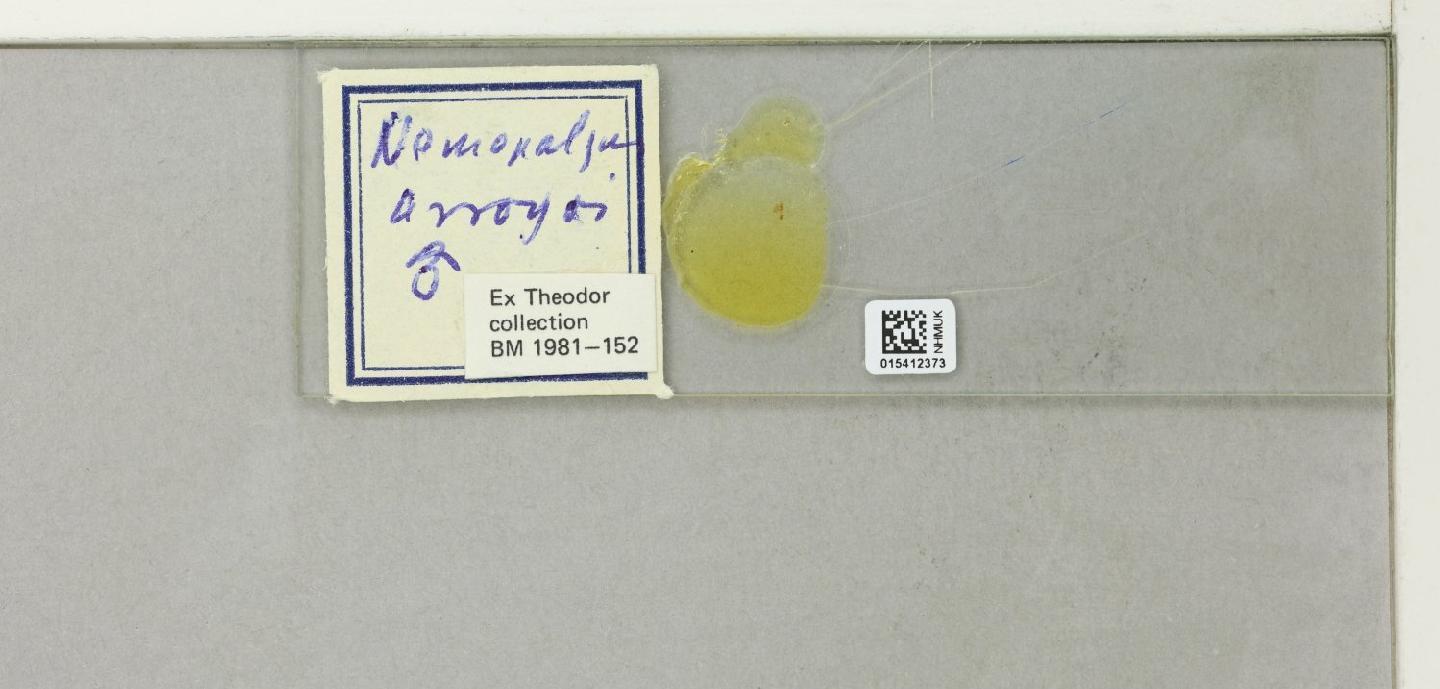 Nemopalpus
arroyoi
♂
Ex Theodor
collection
BM 1981–152
NHMUK
015412373